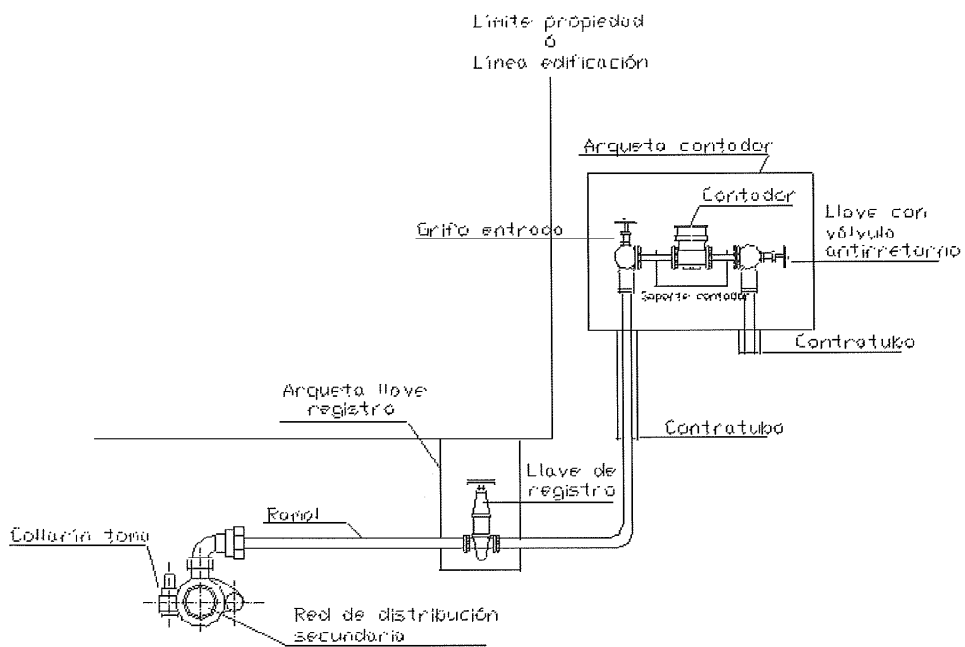 Límite propiedad
ó
Línea edificación
Arqueta contador
Contador
Llave con
válvula
antirretorno
Grifo entrada
Soporte contador
Contratubo
Arqueta llave
registro
Contratubo
Llave de
registro
Ramal
Collarín toma
Red de distribución
secundaria